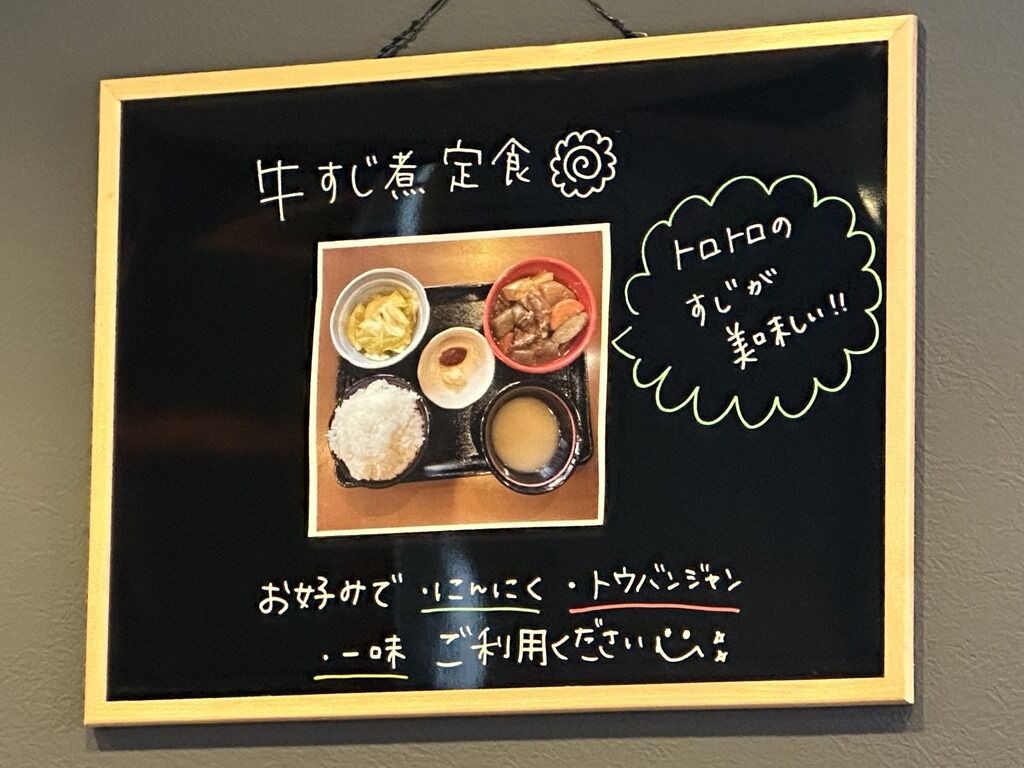 牛すじ煮定食
トロトロの
すじが
美味しい!!
お好みで ・にんにく ・トウバンジャン
・一味 ご利用ください